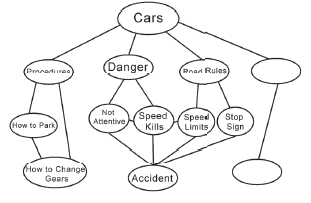 Cars
Procedures
Danger
Road Rules
Not
Attentive
Speed
Kills
Speed
Limits
Stop
Sign
How to Park
How to Change
Gears
Accident